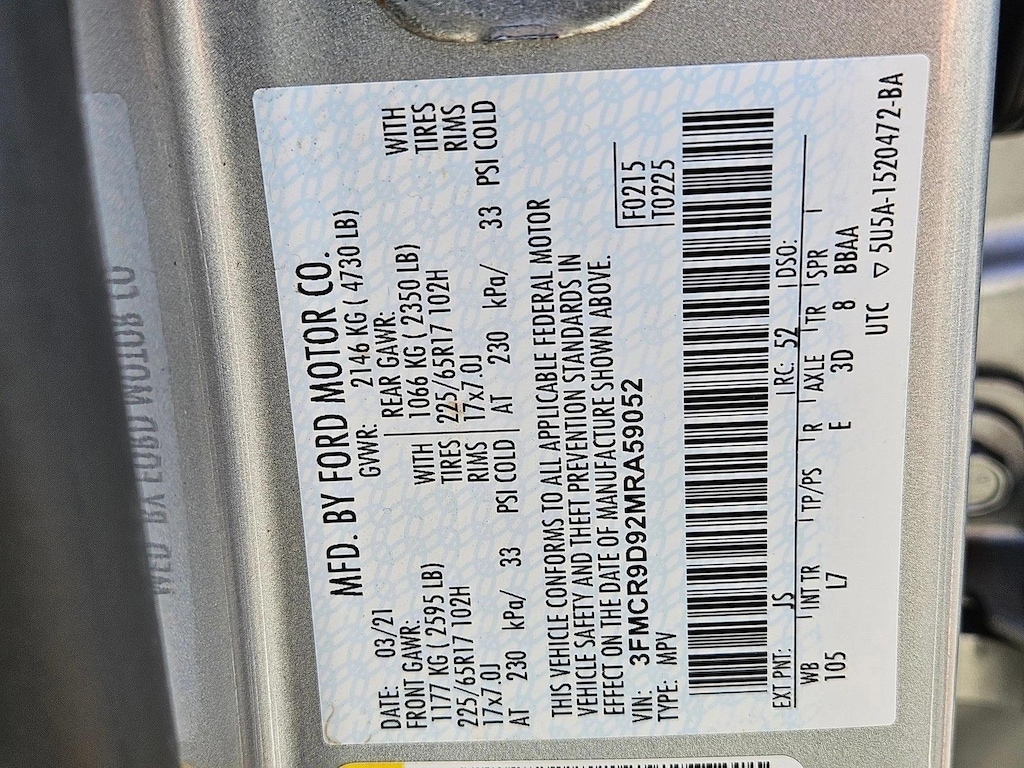 MFD. BY FORD MOTOR CO.
DATE: 03/21 GVWR: 2146 KG ( 4730 LB)
FRONT GAWR: REAR GAWR:
1177 KG (2595 LB) WITH 1066 KG (2350 LB) WITH
225/65R17 102H TIRES 225/65R17 102H TIRES
17x7.0J RIMS 17x7.0J RIMS
AT 230 kPa/ 33 PSI COLD AT 230 kPa/ 33 PSI COLD
THIS VEHICLE CONFORMS TO ALL APPLICABLE FEDERAL MOTOR
VEHICLE SAFETY AND THEFT PREVENTION STANDARDS IN
EFFECT ON THE DATE OF MANUFACTURE SHOWN ABOVE.
VIN: 3FMCR9D92MRA59052 F0215
TYPE: MPV T0225
EXT PNT: JS RC: 52 DSO:
WB INT TR TP/PS R AXLE TR SPR
105 L7 E 3D 8 BBAA
UTC ▽ 5U5A-1520472-BA